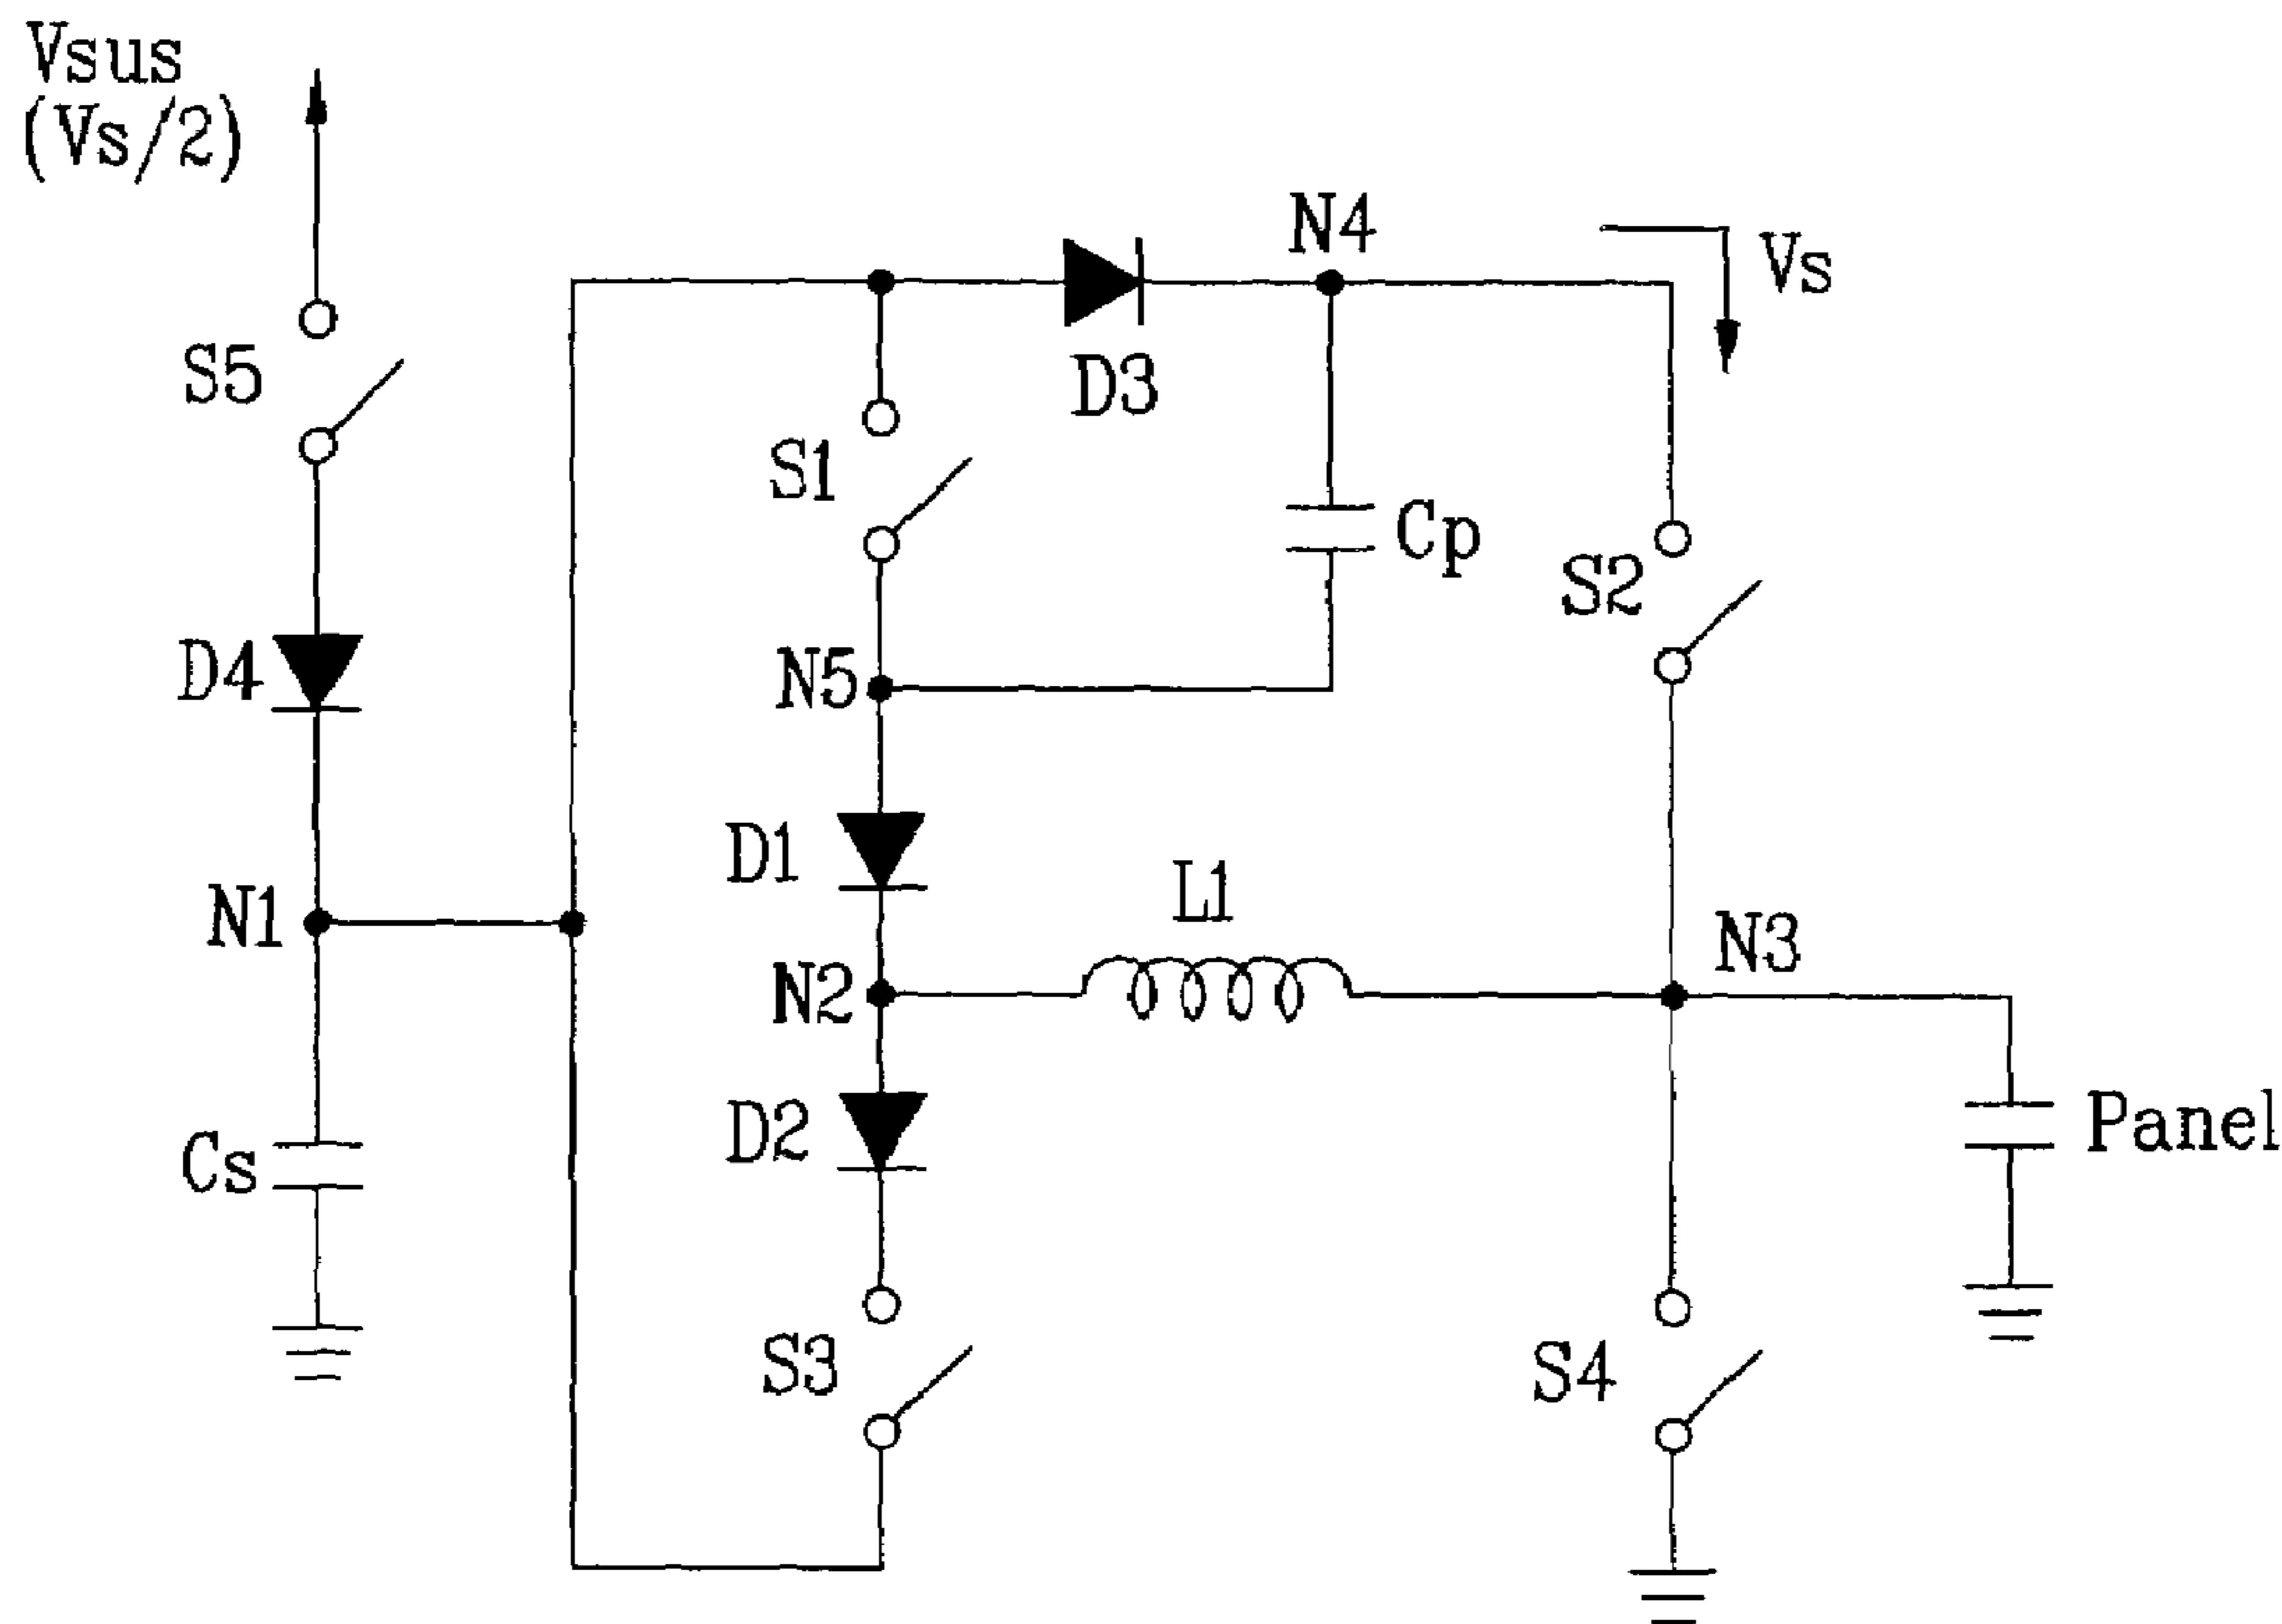 Vsus
(Vs/2)
N4
Vs
S5
D3
S1
Cp
S2
D4
N5
D1
L1
N1
N2
N3
D2
Cs
Panel
S3
S4